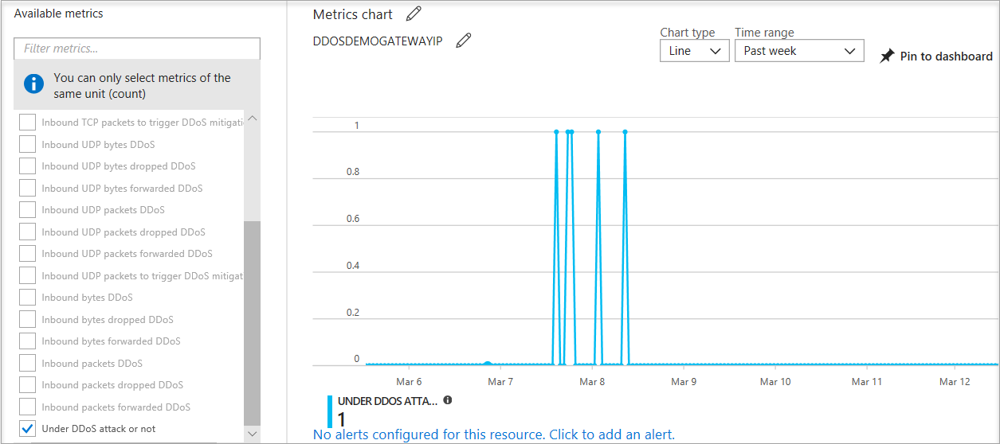 Available metrics
Filter metrics...
You can only select metrics of the
same unit (count)
Inbound TCP packets to trigger DDoS mitigati
Inbound UDP bytes DDoS
Inbound UDP bytes dropped DDoS
Inbound UDP bytes forwarded DDoS
Inbound UDP packets DDoS
Inbound UDP packets dropped DDoS
Inbound UDP packets forwarded DDoS
Inbound UDP packets to trigger DDoS mitigat
Inbound bytes DDoS
Inbound bytes dropped DDoS
Inbound bytes forwarded DDoS
Inbound packets DDoS
Inbound packets dropped DDoS
Inbound packets forwarded DDoS
Under DDoS attack or not
Metrics chart
DDOSDEMOGATEWAYIP
Chart type
Line
Time range
Past week
Pin to dashboard
1
0.8
0.6
0.4
0.2
0
Mar 6 Mar 7 Mar 8 Mar 9 Mar 10 Mar 11 Mar 12
UNDER DDOS ATTA...
1
No alerts configured for this resource. Click to add an alert.